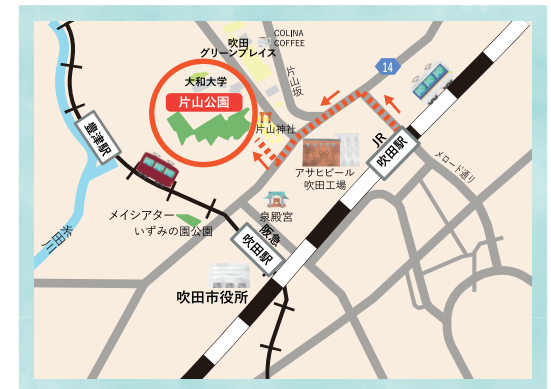 吹田
グリーンプレイス
COLINA
COFFEE
大和大学
片山公園
片山坂
14
片山神社
豊津駅
JR
吹田駅
メロード通り
アサヒビール
吹田工場
メイシアター
いずみの園公園
泉殿宮
阪急
吹田駅
糸田川
吹田市役所